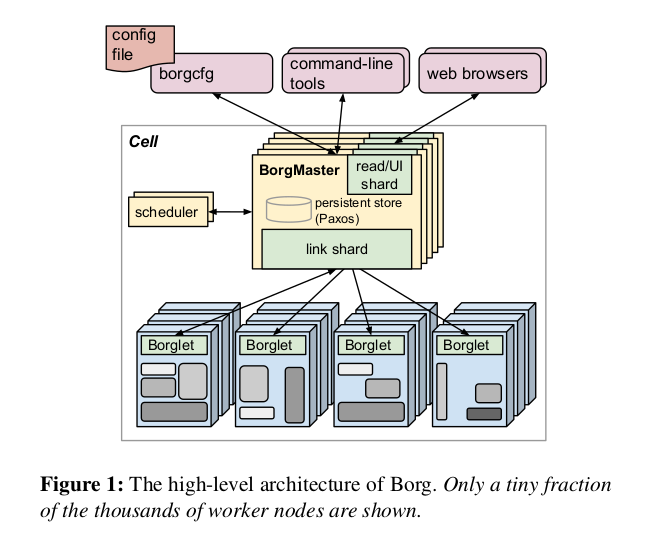 config
file
borgcfg
command-line
tools
web browsers
Cell
BorgMaster
read/UI
shard
persistent store
(Paxos)
scheduler
link shard
Borglet
Borglet
Borglet
Borglet
Figure 1: The high-level architecture of Borg. Only a tiny fraction
of the thousands of worker nodes are shown.